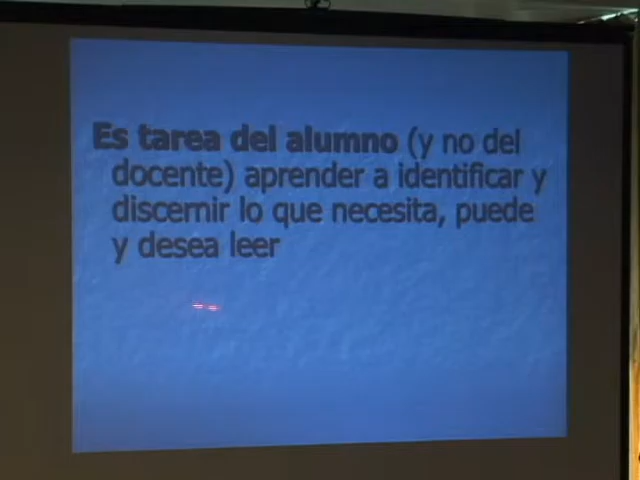 Es tarea del alumno (y no del
docente) aprender a identificar y
discernir lo que necesita, puede
y desea leer